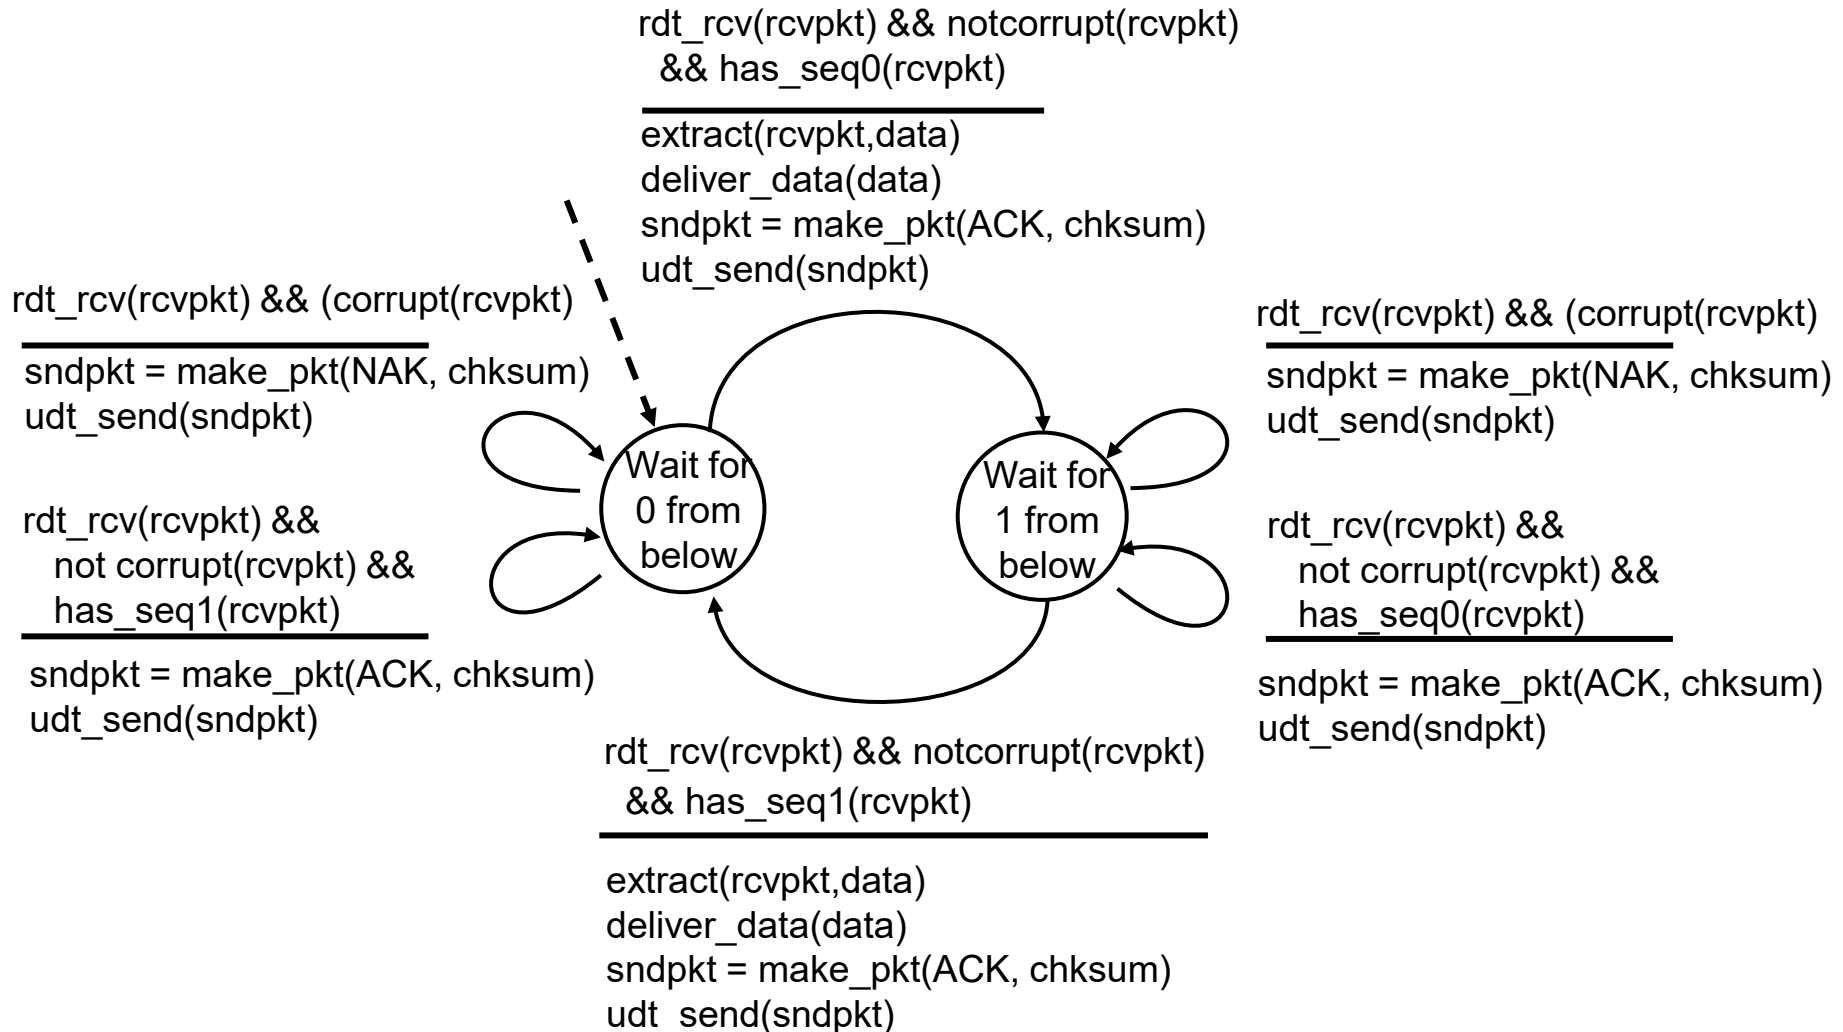 rdt_rcv(rcvpkt) && notcorrupt(rcvpkt)
&& has_seq0(rcvpkt)
extract(rcvpkt,data)
deliver_data(data)
sndpkt = make_pkt(ACK, chksum)
udt_send(sndpkt)
rdt_rcv(rcvpkt) && (corrupt(rcvpkt)
sndpkt = make_pkt(NAK, chksum)
udt_send(sndpkt)
rdt_rcv(rcvpkt) &&
not corrupt(rcvpkt) &&
has_seq1(rcvpkt)
sndpkt = make_pkt(ACK, chksum)
udt_send(sndpkt)
Wait for
0 from
below
Wait for
1 from
below
rdt_rcv(rcvpkt) && (corrupt(rcvpkt)
sndpkt = make_pkt(NAK, chksum)
udt_send(sndpkt)
rdt_rcv(rcvpkt) &&
not corrupt(rcvpkt) &&
has_seq0(rcvpkt)
sndpkt = make_pkt(ACK, chksum)
udt_send(sndpkt)
rdt_rcv(rcvpkt) && notcorrupt(rcvpkt)
&& has_seq1(rcvpkt)
extract(rcvpkt,data)
deliver_data(data)
sndpkt = make_pkt(ACK, chksum)
udt_send(sndpkt)